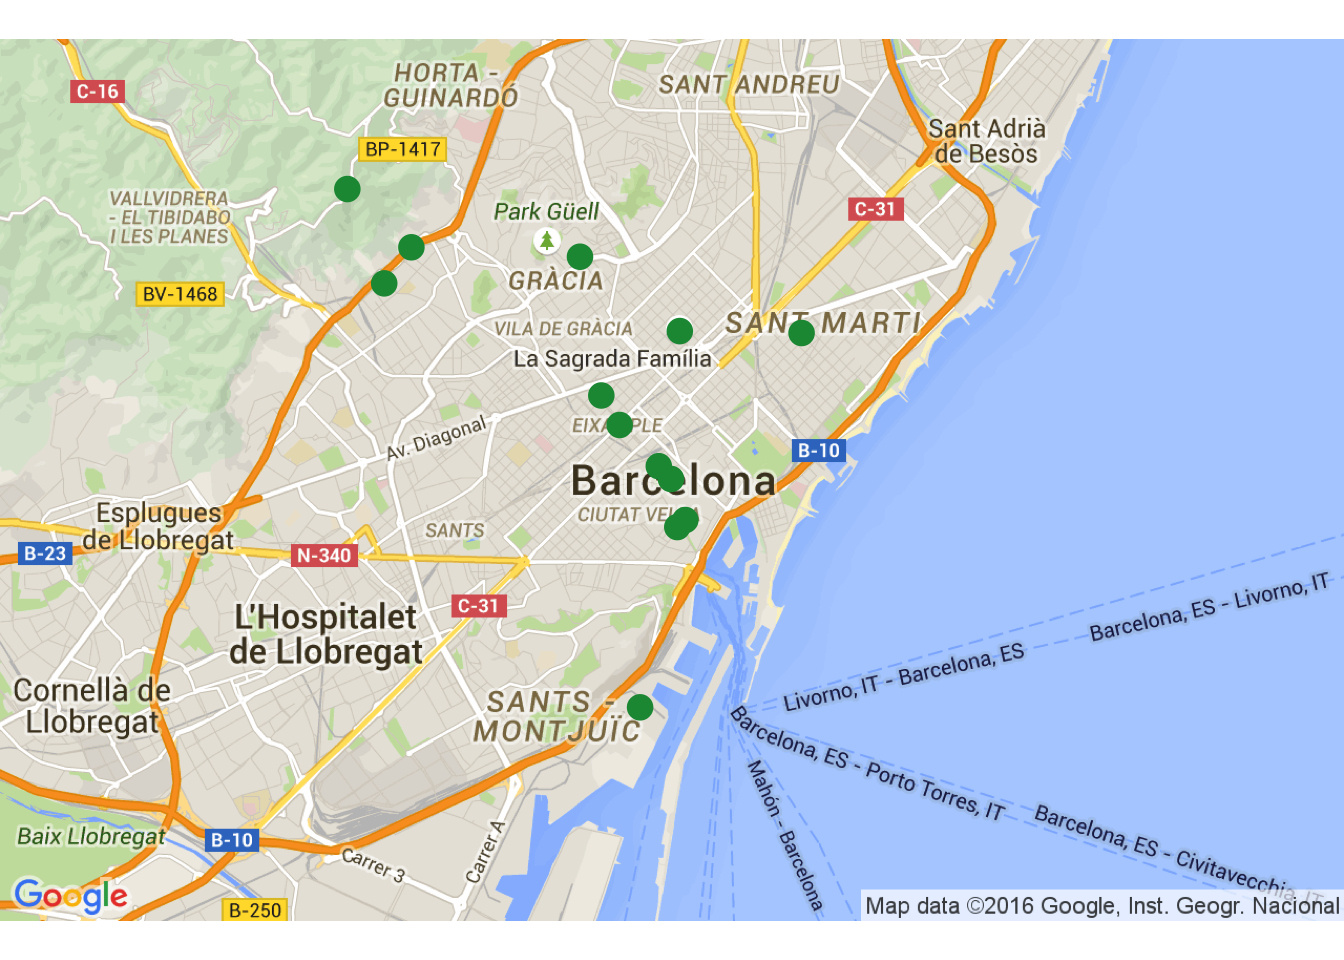 C-16
HORTA -
GUINARDÓ
SANT ANDREU
Sant Adrià
de Besòs
BP-1417
VALLVIDRERA
- EL TIBIDABO
I LES PLANES
Park Güell
C-31
GRÀCIA
BV-1468
VILA DE GRÀCIA
SANT MARTI
La Sagrada Família
Av. Diagonal
B-10
Barcelona
Esplugues
de Llobregat
SANTS
B-23
N-340
C-31
L'Hospitalet
de Llobregat
Barcelona, ES - Livorno, IT
Livorno, IT - Barcelona, ES
Cornellà de
Llobregat
SANTS -
MONTJUÏC
Barcelona, ES - Porto Torres, IT
Mahón - Barcelona
Barcelona, ES - Civitavecchia, IT
Baix Llobregat
B-10
Carrer 3
Carrer A
B-250
Google
Map data ©2016 Google, Inst. Geogr. Nacional